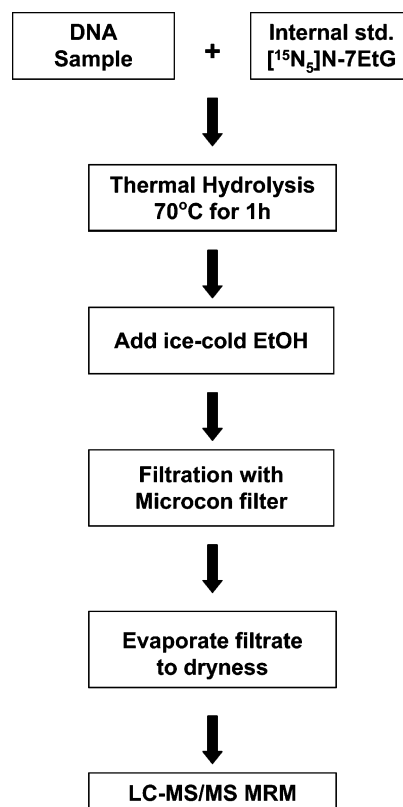 DNA
Sample
+
Internal std.
[¹⁵N₅]N-7EtG
Thermal Hydrolysis
70°C for 1h
Add ice-cold EtOH
Filtration with
Microcon filter
Evaporate filtrate
to dryness
LC-MS/MS MRM